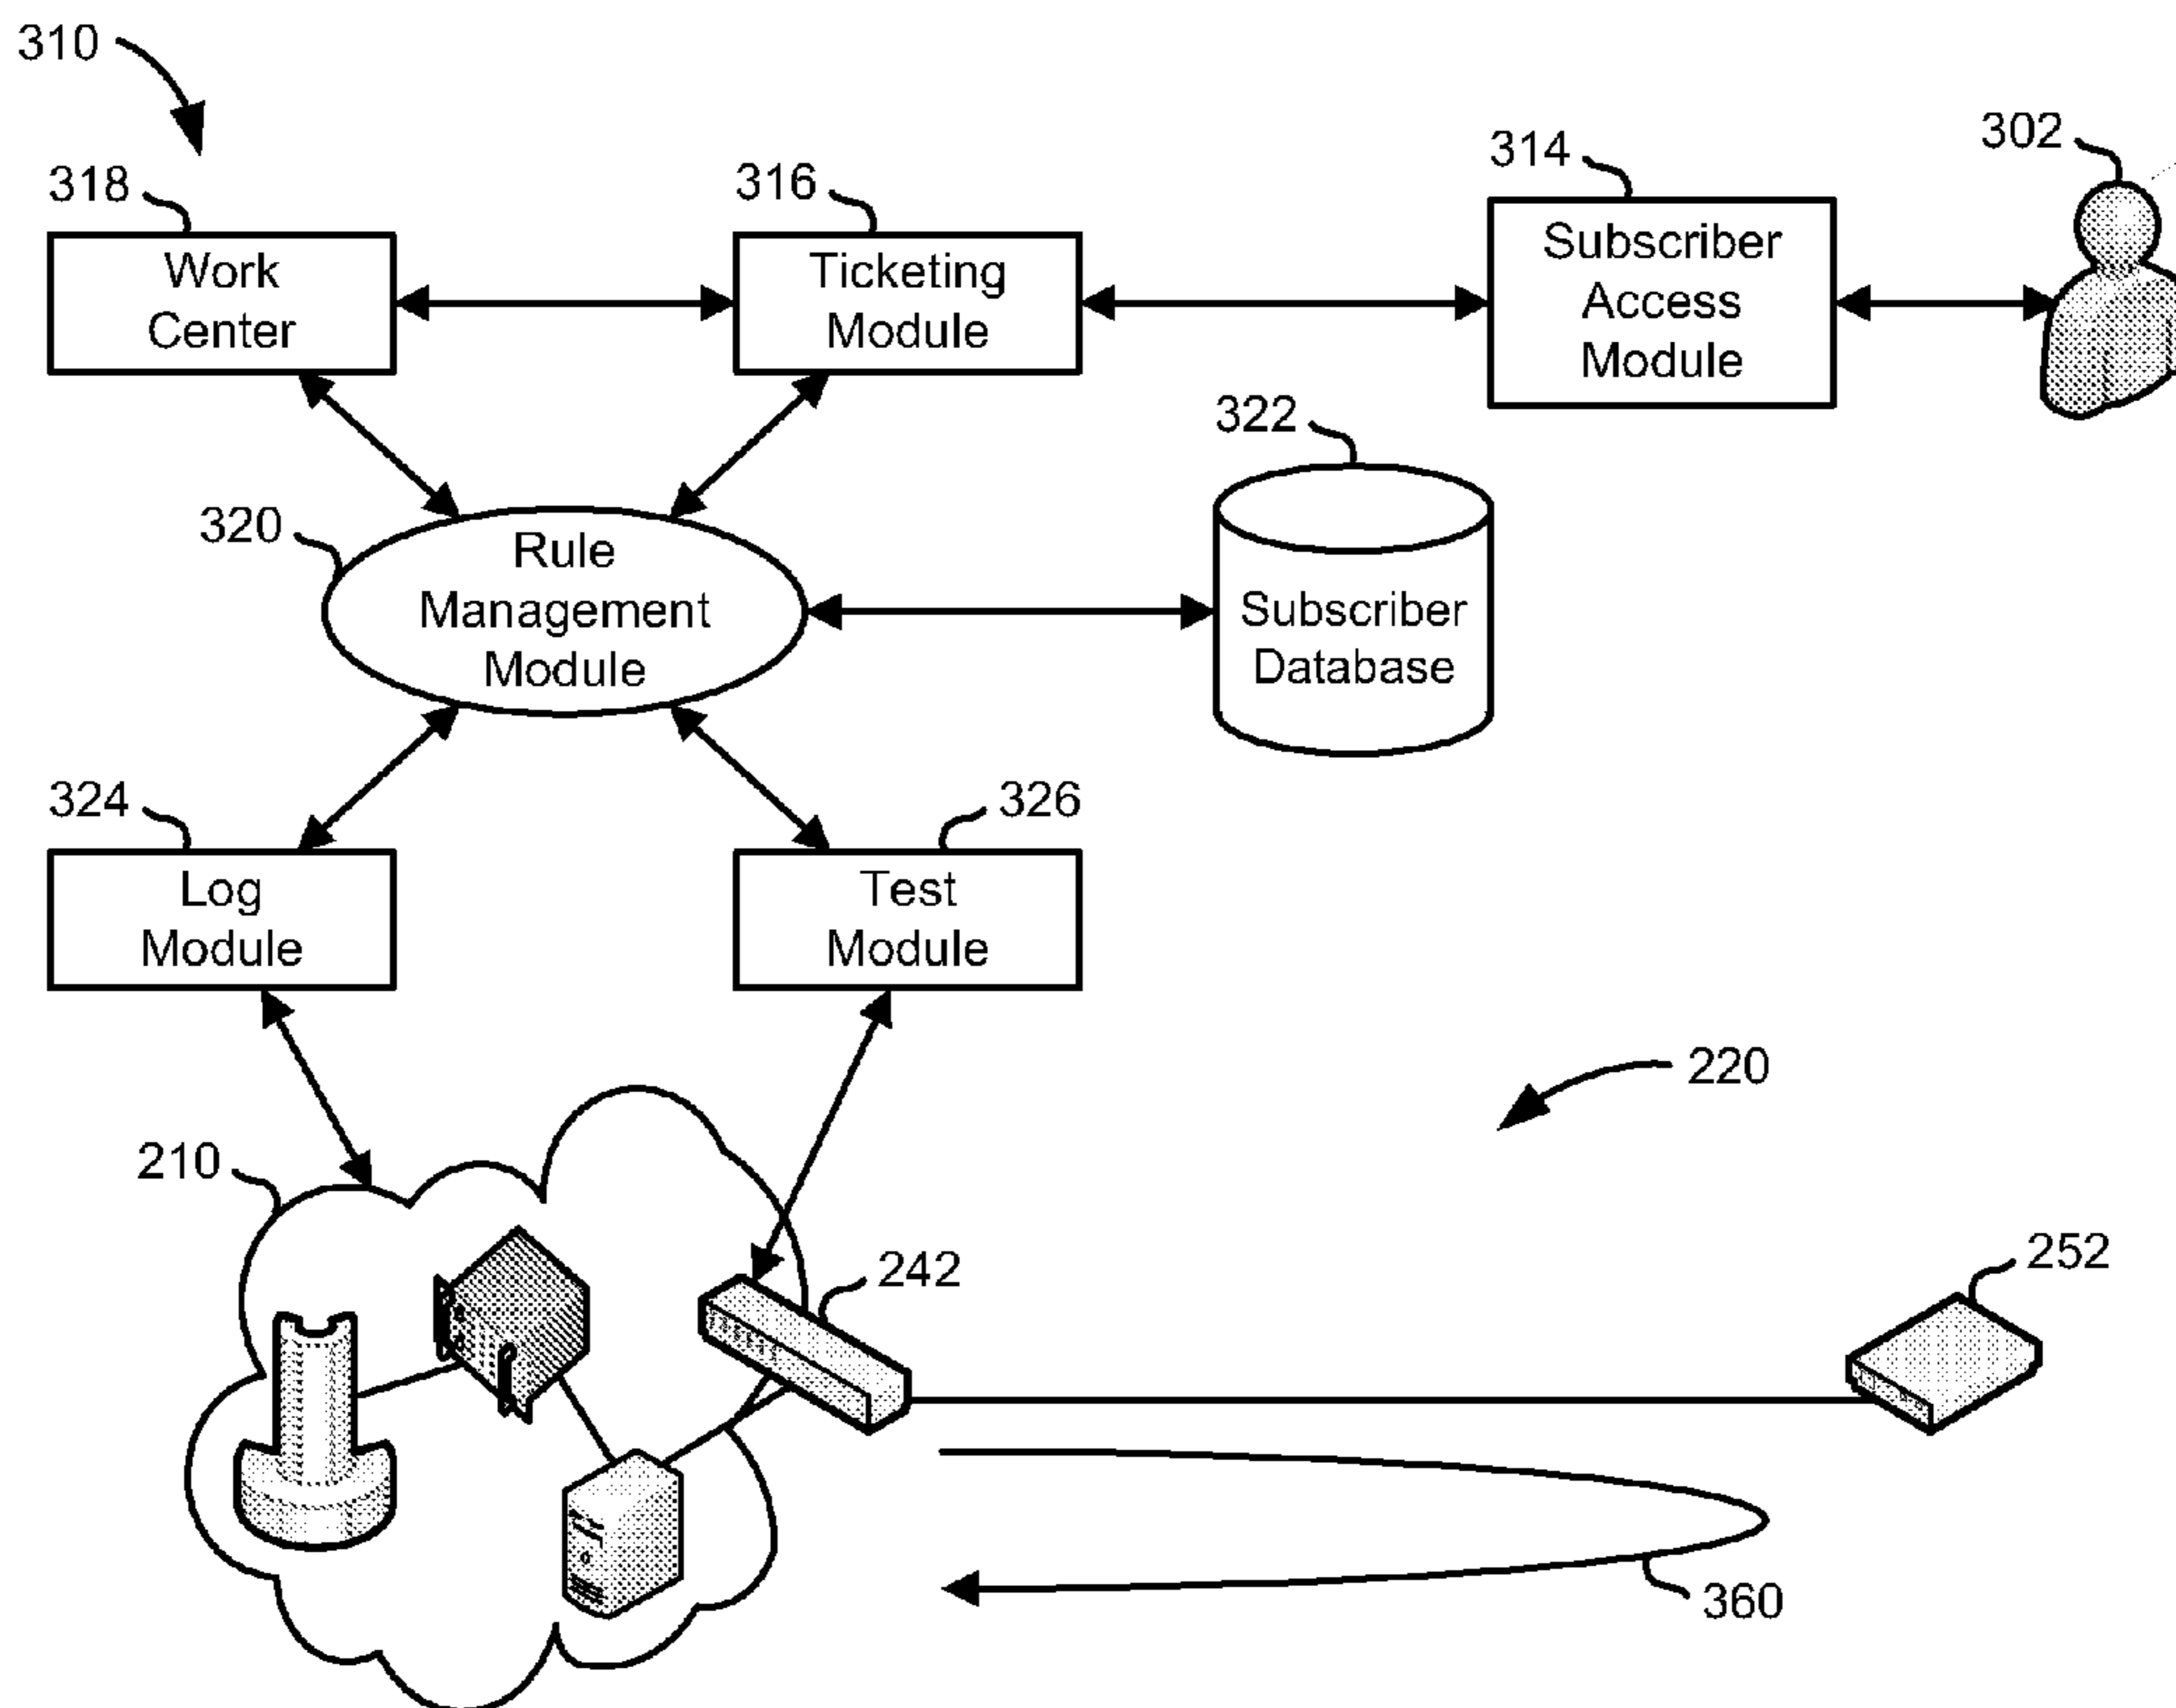 310
302
314
316
318
Work
Center
Ticketing
Module
Subscriber
Access
Module
322
320
Rule
Management
Module
Subscriber
Database
324
326
Log
Module
Test
Module
220
210
242
252
360